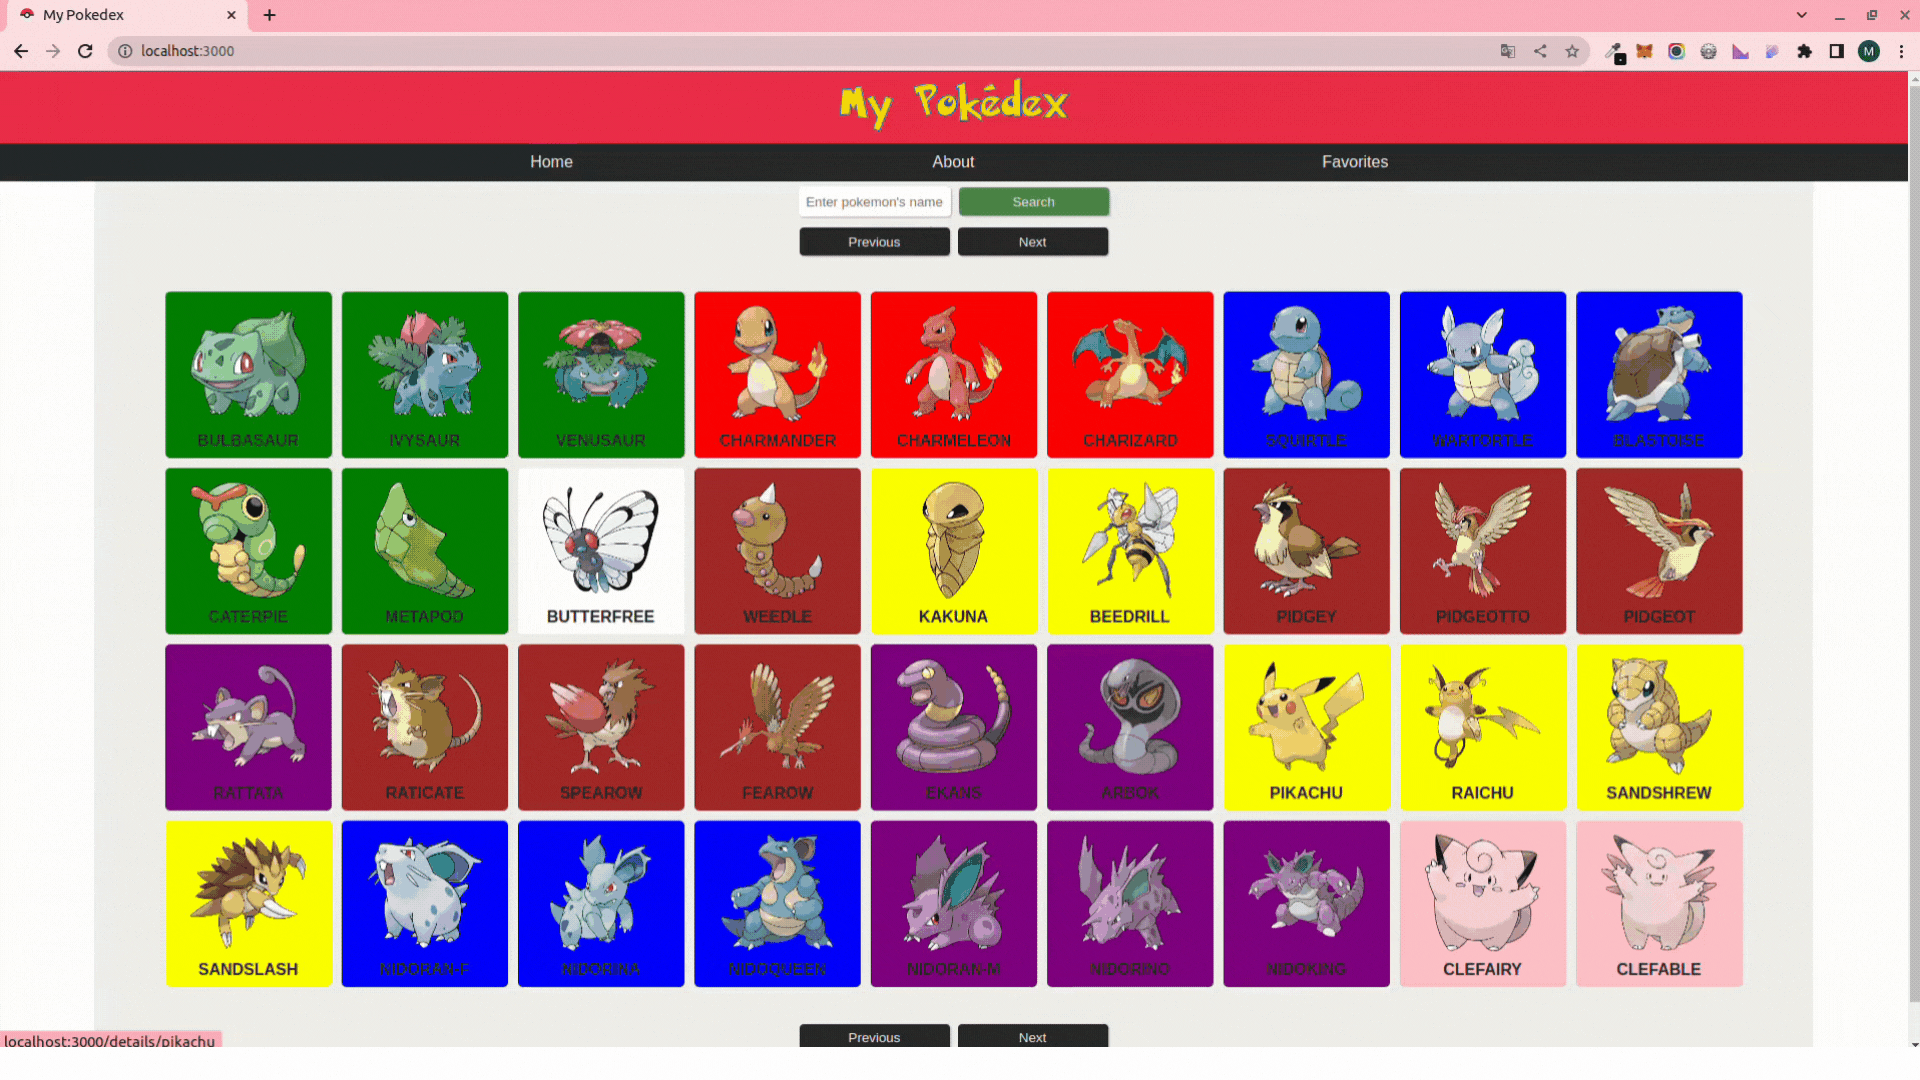 My Pokedex
localhost:3000
M
My Pokédex
Home About Favorites
Enter pokemon's name Search
Previous Next
BULBASAUR IVYSAUR VENUSAUR CHARMANDER CHARMELEON CHARIZARD SQUIRTLE WARTORTLE BLASTOISE
CATERPIE METAPOD BUTTERFREE WEEDLE KAKUNA BEEDRILL PIDGEY PIDGEOTTO PIDGEOT
RATTATA RATICATE SPEAROW FEAROW EKANS ARBOK PIKACHU RAICHU SANDSHREW
SANDSLASH NIDORAN-F NIDORINA NIDOQUEEN NIDORAN-M NIDORINO NIDOKING CLEFAIRY CLEFABLE
Previous Next
localhost:3000/details/pikachu